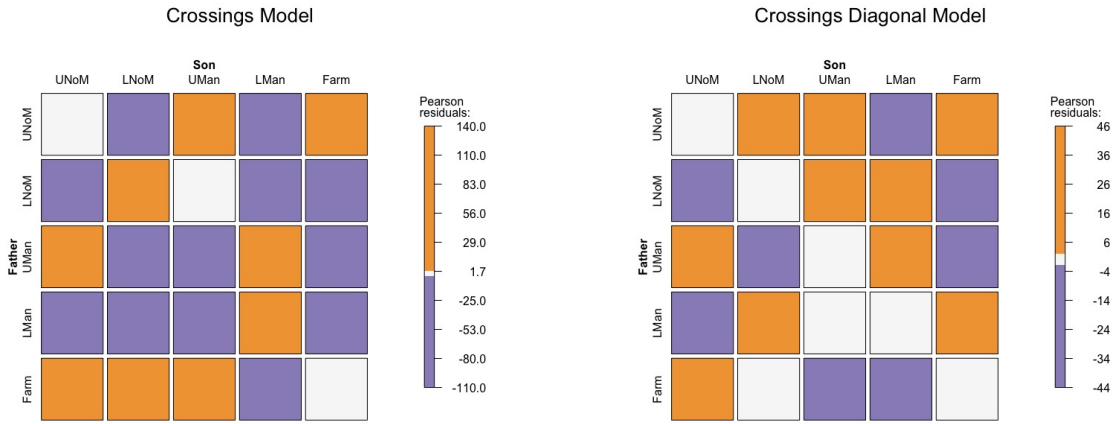 Crossings Model
Son
UNoM LNoM UMan LMan Farm
Father
UNoM
LNoM
UMan
LMan
Farm
Pearson
residuals:
140.0
110.0
83.0
56.0
29.0
1.7
-25.0
-53.0
-80.0
-110.0
Crossings Diagonal Model
Son
UNoM LNoM UMan LMan Farm
Father
UNoM
LNoM
UMan
LMan
Farm
Pearson
residuals:
46
36
26
16
6
-4
-14
-24
-34
-44